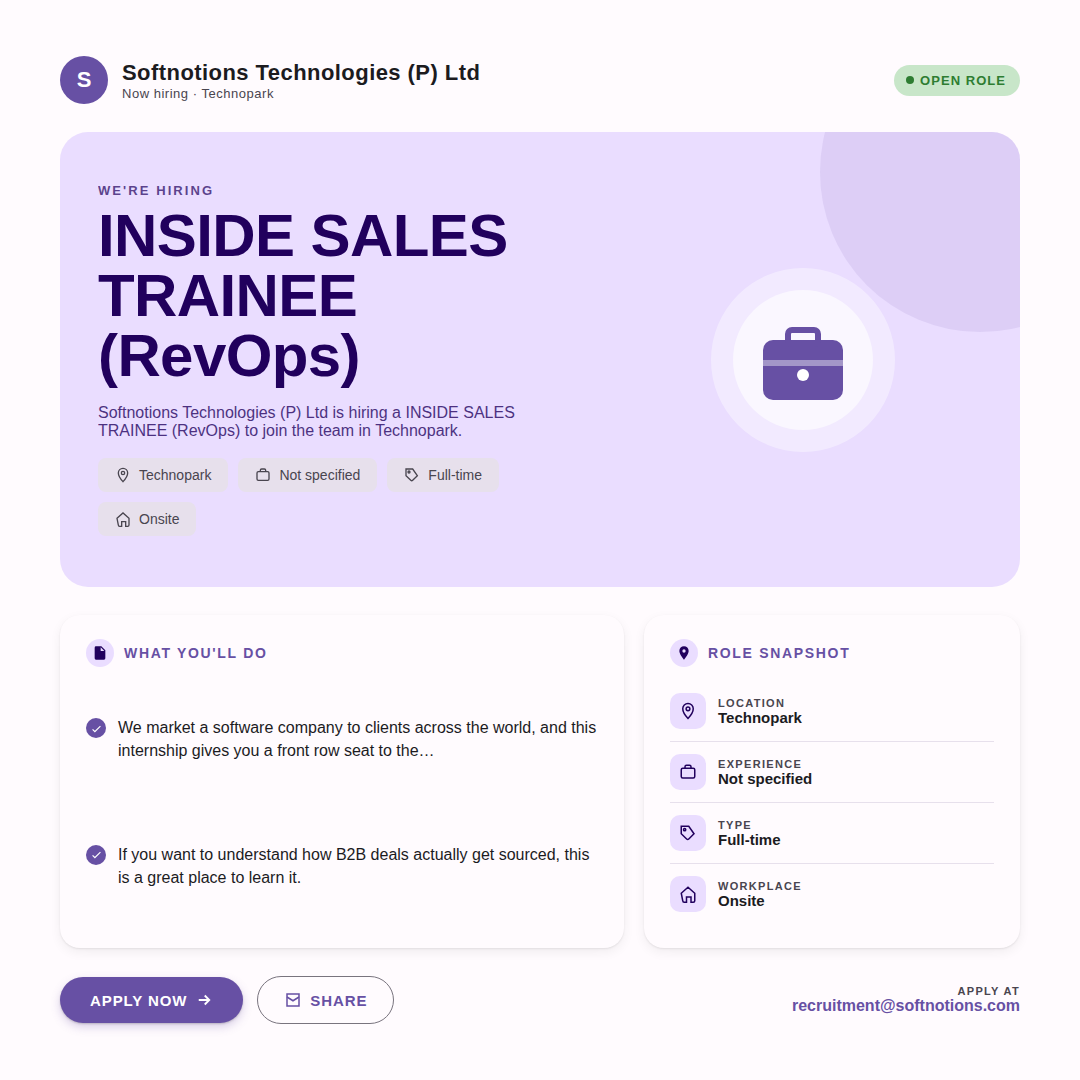 S
Softnotions Technologies (P) Ltd
Now hiring · Technopark
OPEN ROLE
WE'RE HIRING
INSIDE SALES
TRAINEE
(RevOps)
Softnotions Technologies (P) Ltd is hiring a INSIDE SALES
TRAINEE (RevOps) to join the team in Technopark.
Technopark
Not specified
Full-time
Onsite
WHAT YOU'LL DO
We market a software company to clients across the world, and this
internship gives you a front row seat to the…
If you want to understand how B2B deals actually get sourced, this
is a great place to learn it.
ROLE SNAPSHOT
LOCATION
Technopark
EXPERIENCE
Not specified
TYPE
Full-time
WORKPLACE
Onsite
APPLY NOW
SHARE
APPLY AT
recruitment@softnotions.com